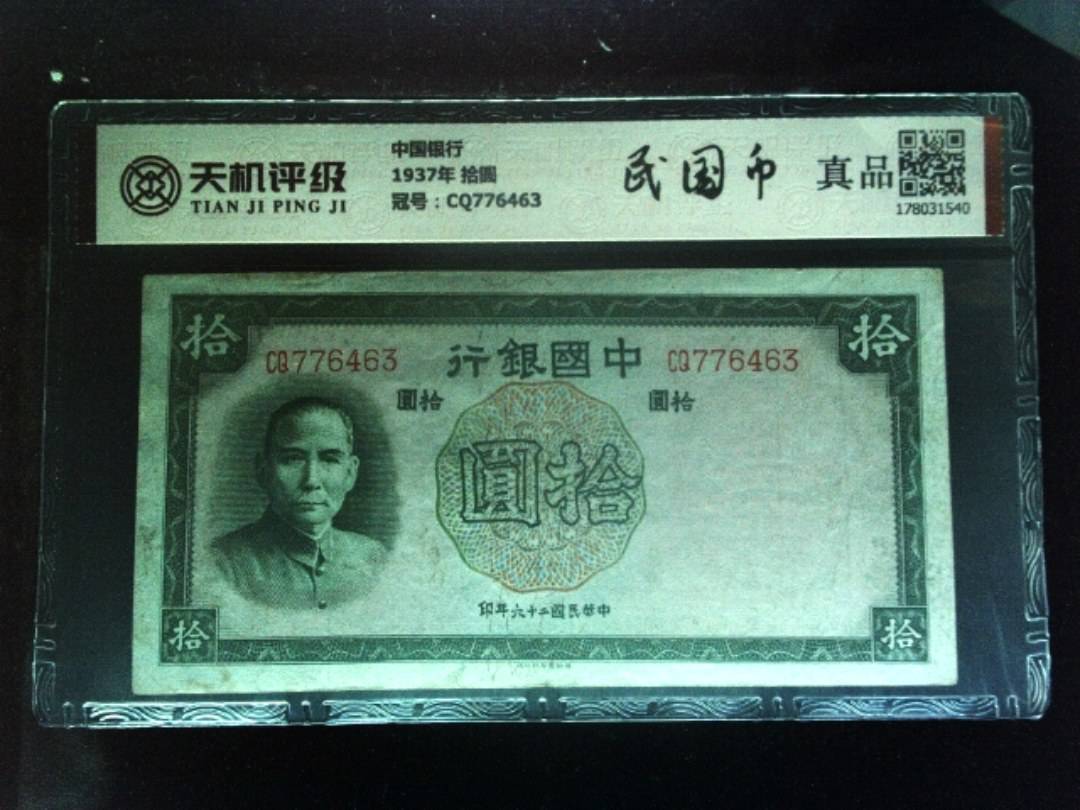 天机评级
TIAN JI PING JI
中国银行
1937年 拾圆
冠号：CQ776463
民国币
真品
178031540
拾
拾
CQ776463
中國銀行
CQ776463
拾圓
拾圓
拾圓
中華民國二十六年印
拾
拾